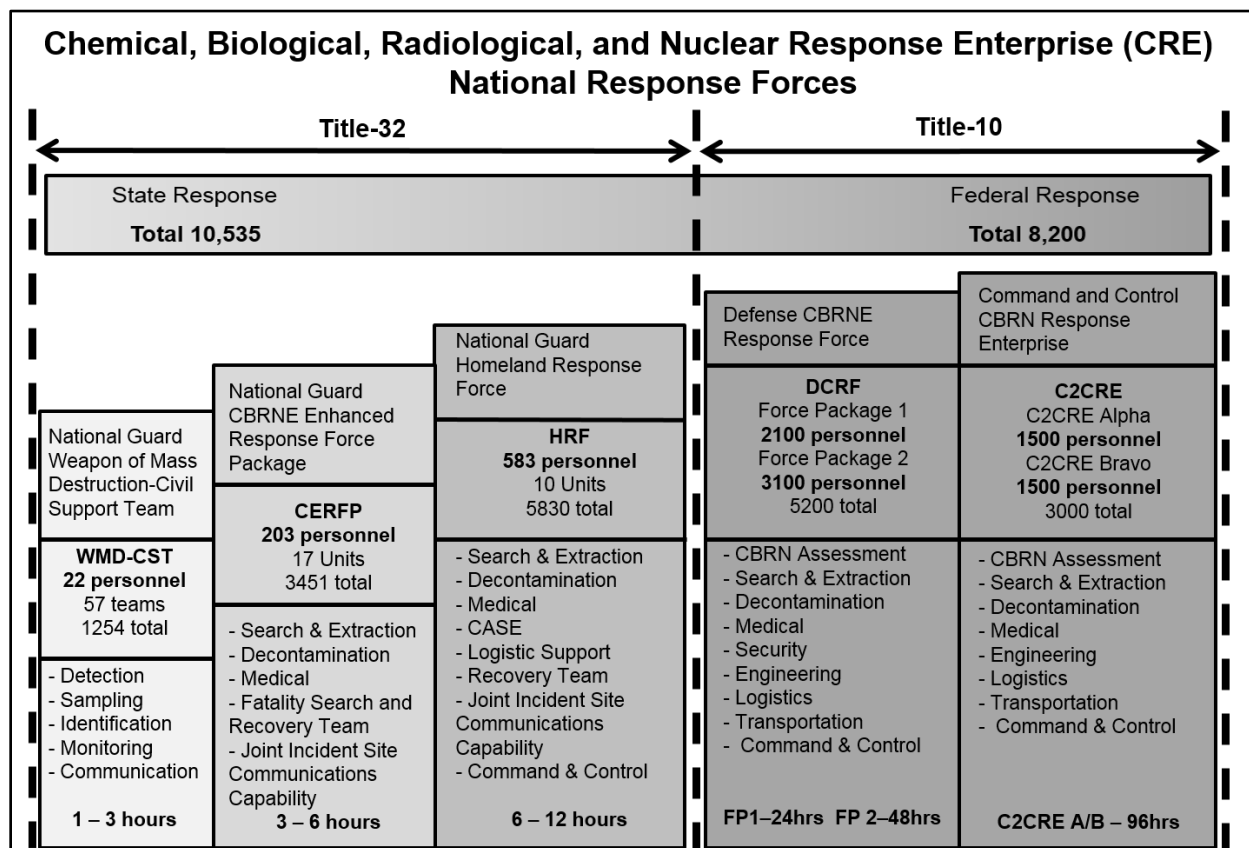 Chemical, Biological, Radiological, and Nuclear Response Enterprise (CRE)
National Response Forces
Title-32
Title-10
State Response
Total 10,535
Federal Response
Total 8,200
National Guard
Weapon of Mass
Destruction-Civil
Support Team
WMD-CST
22 personnel
57 teams
1254 total
- Detection
- Sampling
- Identification
- Monitoring
- Communication
1 – 3 hours
National Guard
CBRNE Enhanced
Response Force
Package
CERFP
203 personnel
17 Units
3451 total
- Search & Extraction
- Decontamination
- Medical
- Fatality Search and
Recovery Team
- Joint Incident Site
Communications
Capability
3 – 6 hours
National Guard
Homeland Response
Force
HRF
583 personnel
10 Units
5830 total
- Search & Extraction
- Decontamination
- Medical
- CASE
- Logistic Support
- Recovery Team
- Joint Incident Site
Communications
Capability
- Command & Control
6 – 12 hours
Defense CBRNE
Response Force
DCRF
Force Package 1
2100 personnel
Force Package 2
3100 personnel
5200 total
- CBRN Assessment
- Search & Extraction
- Decontamination
- Medical
- Security
- Engineering
- Logistics
- Transportation
- Command & Control
FP1–24hrs FP 2–48hrs
Command and Control
CBRN Response
Enterprise
C2CRE
C2CRE Alpha
1500 personnel
C2CRE Bravo
1500 personnel
3000 total
- CBRN Assessment
- Search & Extraction
- Decontamination
- Medical
- Engineering
- Logistics
- Transportation
- Command & Control
C2CRE A/B – 96hrs